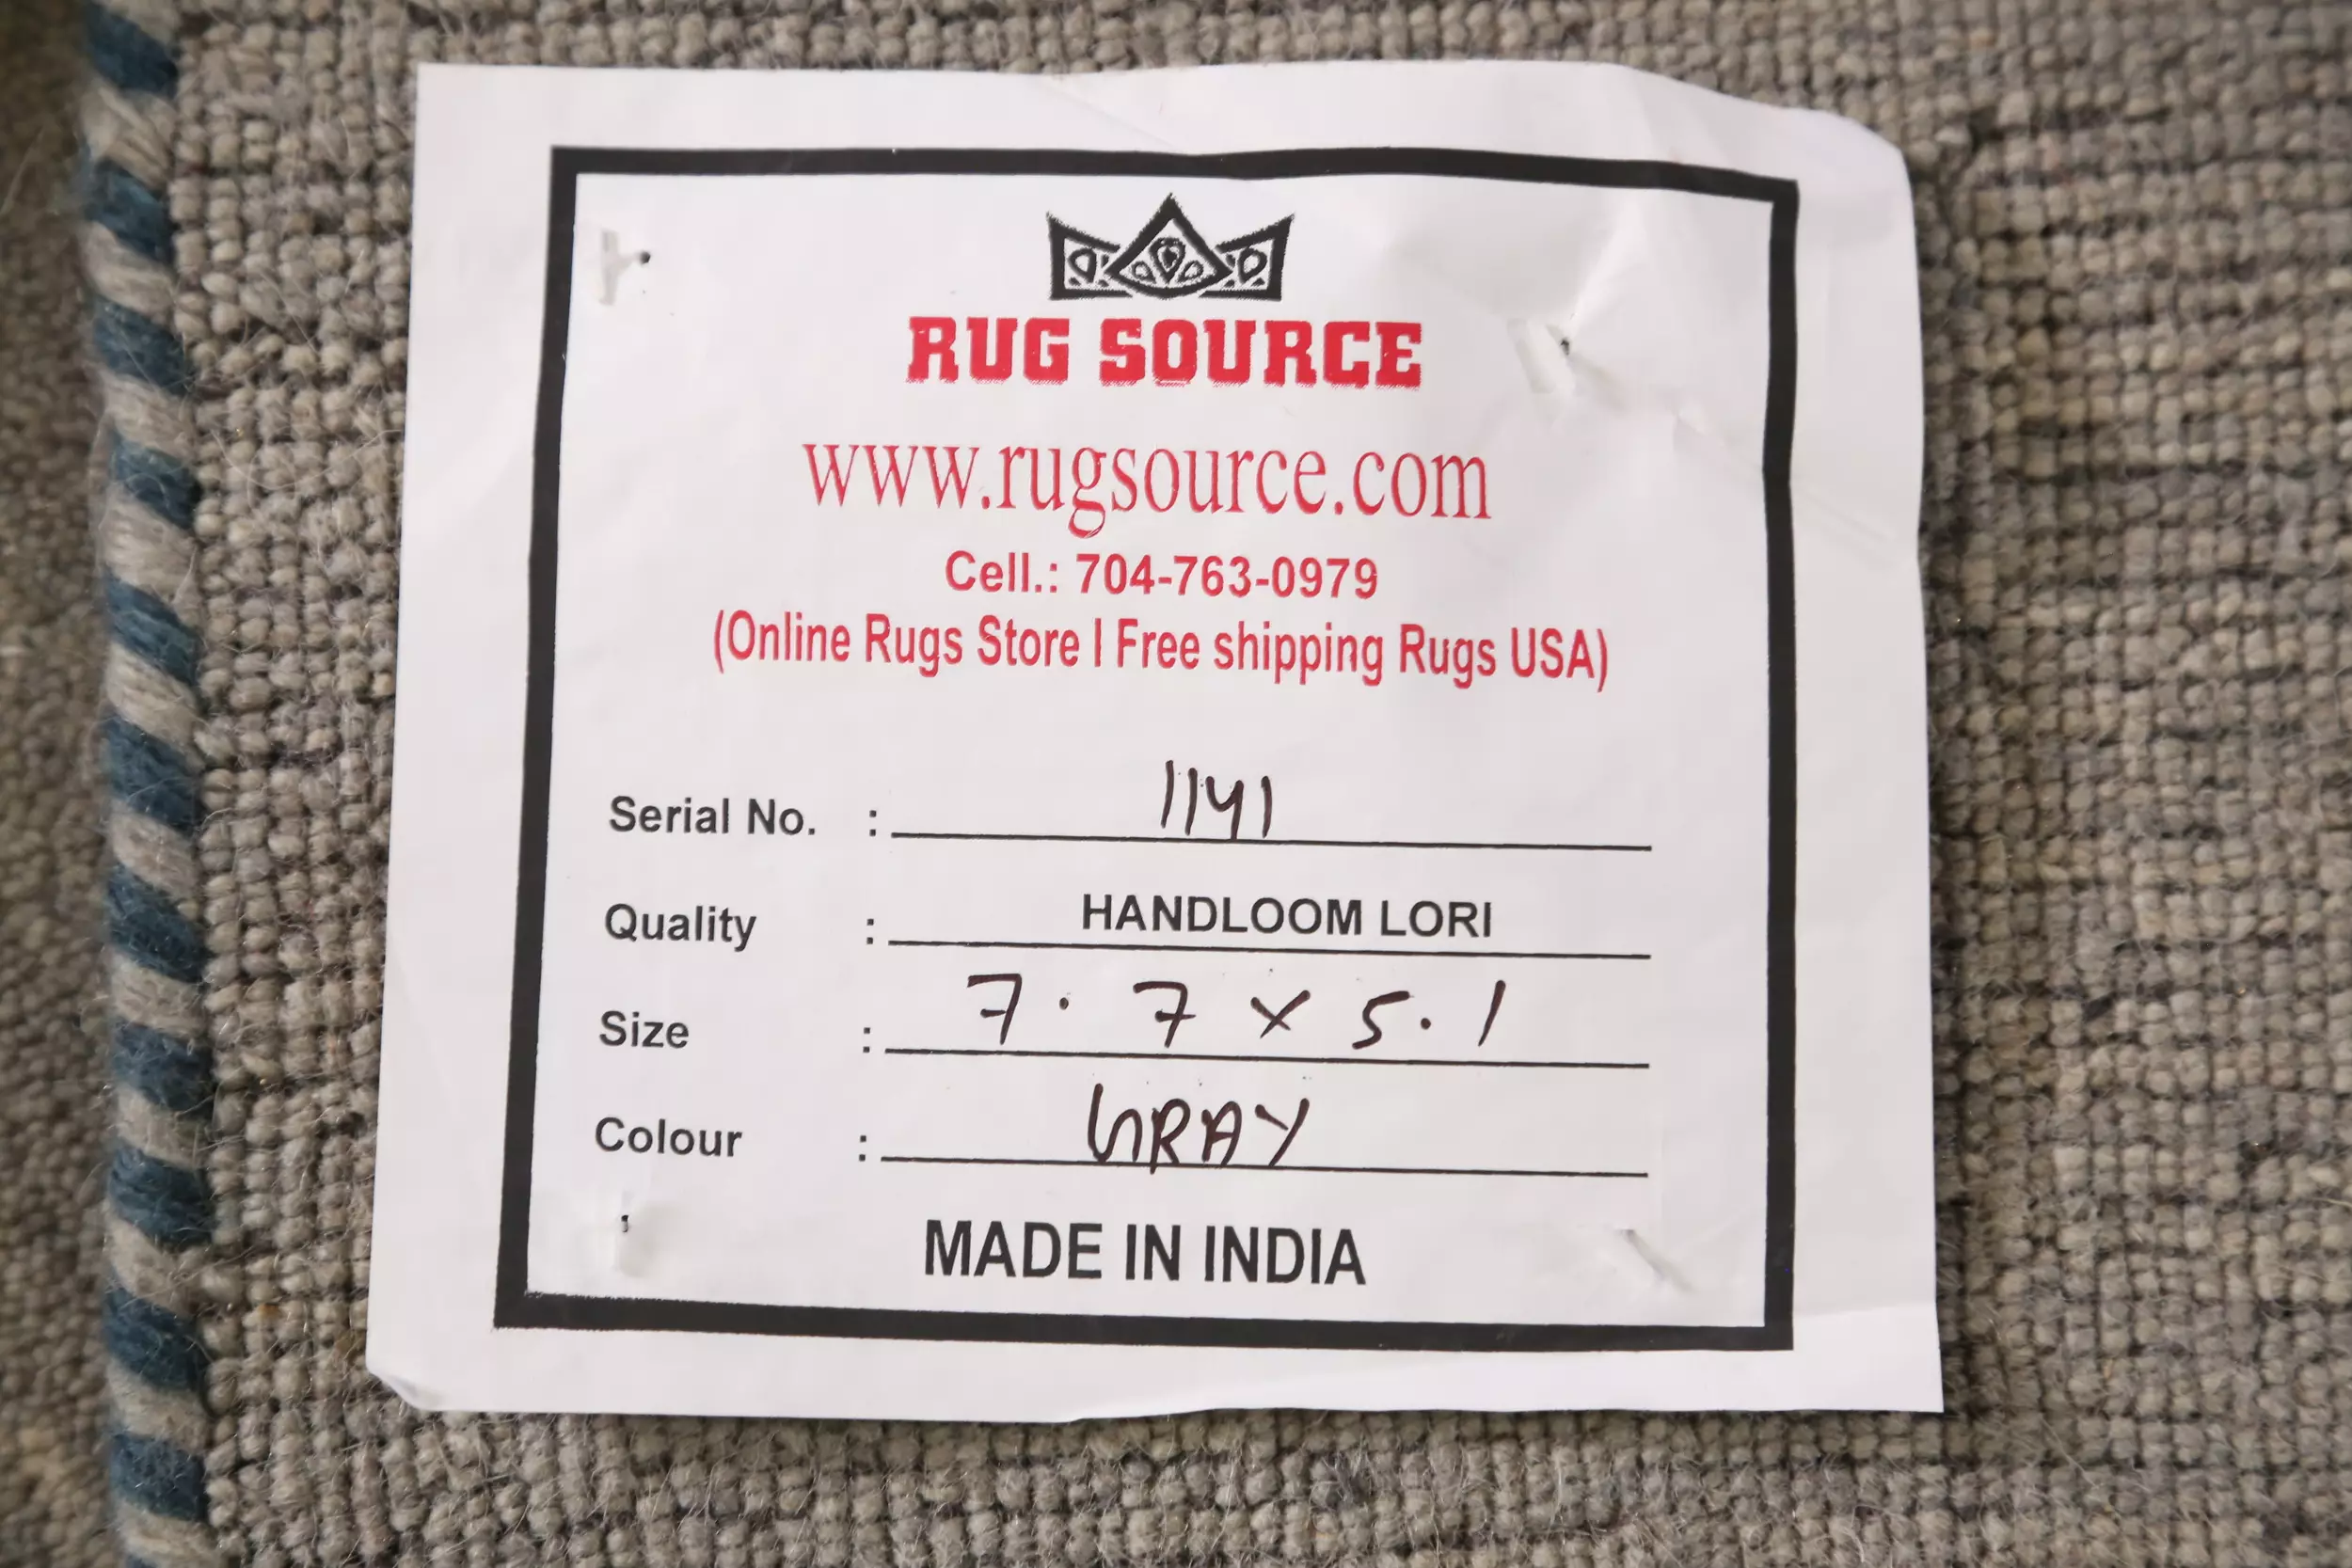 RUG SOURCE
www.rugsource.com
Cell.: 704-763-0979
(Online Rugs Store | Free shipping Rugs USA)
Serial No. : 1141
Quality : HANDLOOM LORI
Size : 7.7 x 5.1
Colour : GRAY
MADE IN INDIA